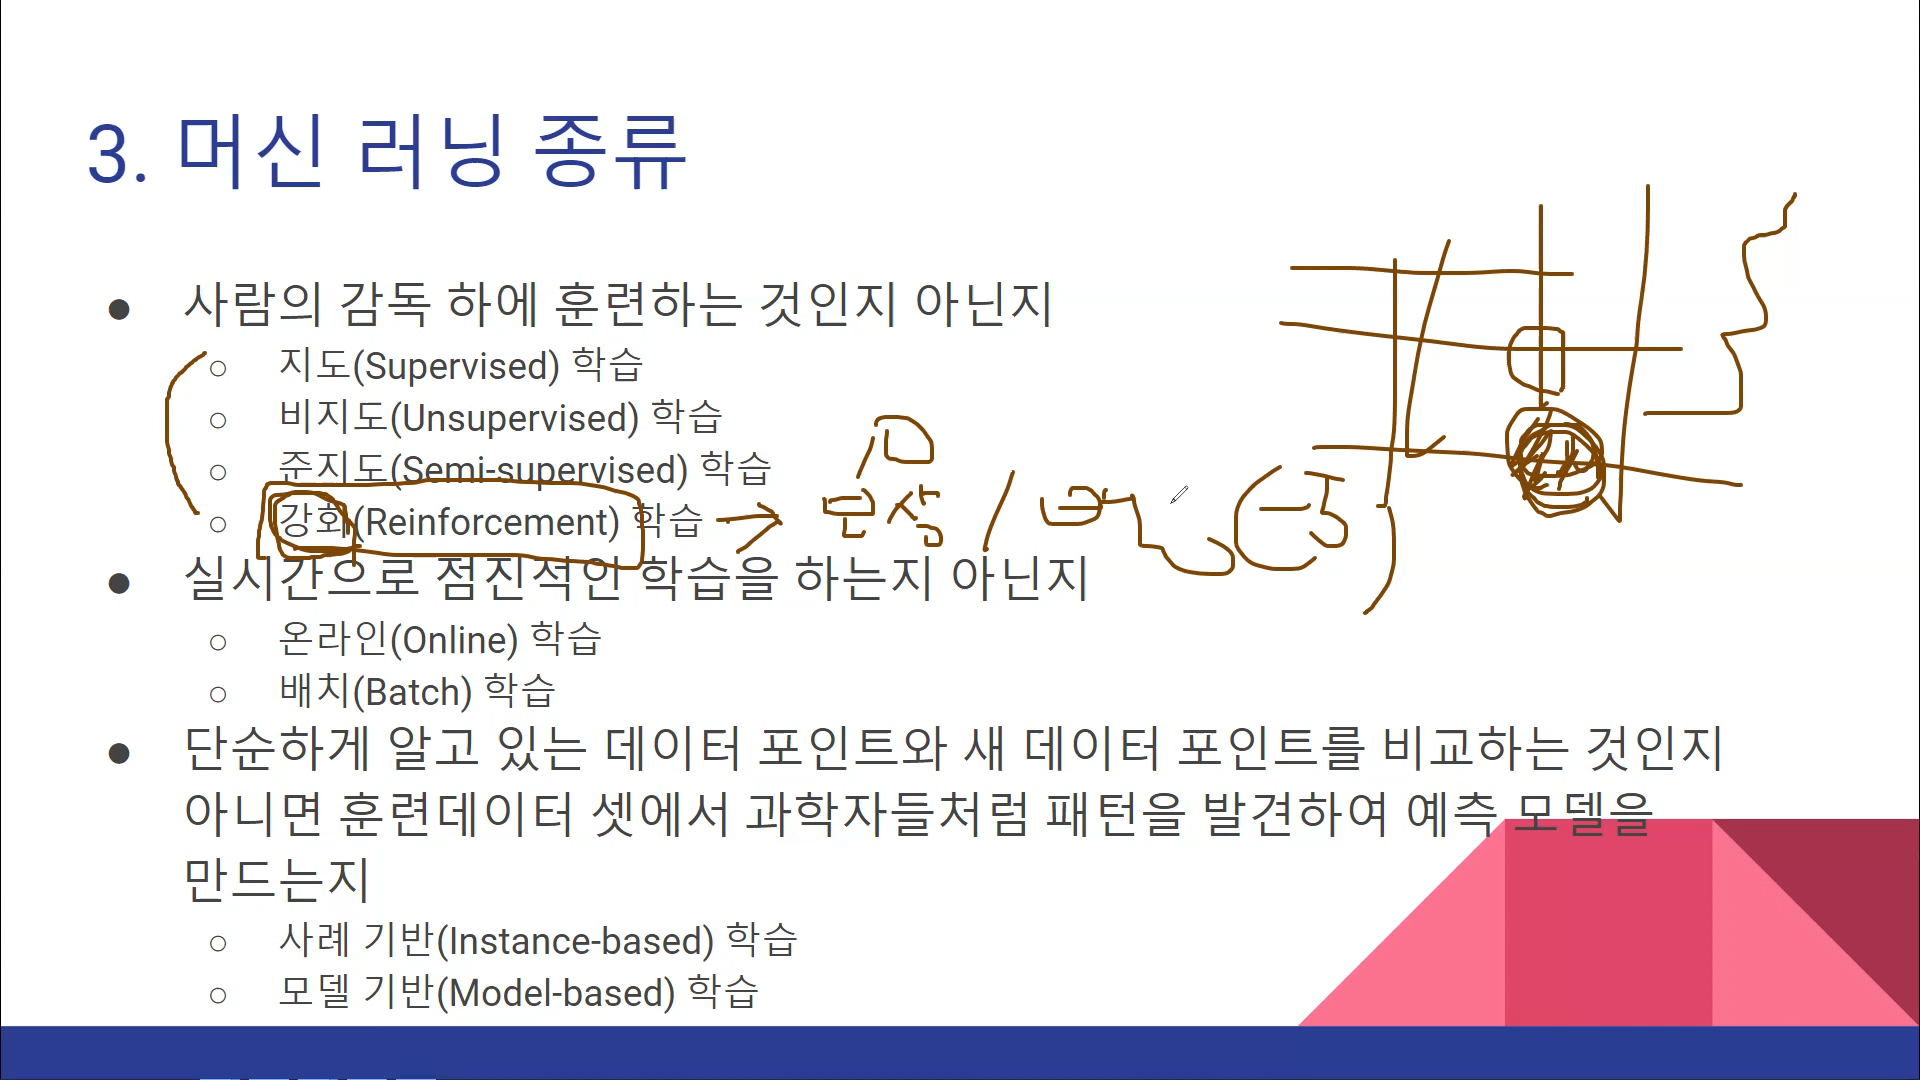 3. 머신 러닝 종류
● 사람의 감독 하에 훈련하는 것인지 아닌지
○ 지도(Supervised) 학습
○ 비지도(Unsupervised) 학습
○ 준지도(Semi-supervised) 학습
○ 강화(Reinforcement) 학습
● 실시간으로 점진적인 학습을 하는지 아닌지
○ 온라인(Online) 학습
○ 배치(Batch) 학습
● 단순하게 알고 있는 데이터 포인트와 새 데이터 포인트를 비교하는 것인지
아니면 훈련데이터 셋에서 과학자들처럼 패턴을 발견하여 예측 모델을
만드는지
○ 사례 기반(Instance-based) 학습
○ 모델 기반(Model-based) 학습